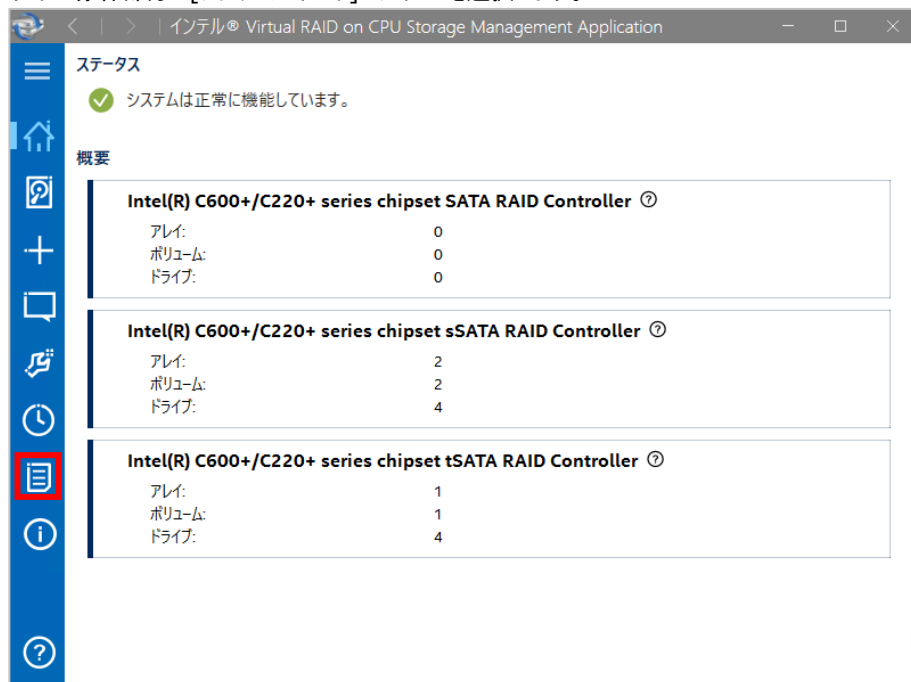 インテル® Virtual RAID on CPU Storage Management Application
ステータス
システムは正常に機能しています。
概要
Intel(R) C600+/C220+ series chipset SATA RAID Controller
アレイ: 0
ボリューム: 0
ドライブ: 0
Intel(R) C600+/C220+ series chipset sSATA RAID Controller
アレイ: 2
ボリューム: 2
ドライブ: 4
Intel(R) C600+/C220+ series chipset tSATA RAID Controller
アレイ: 1
ボリューム: 1
ドライブ: 4